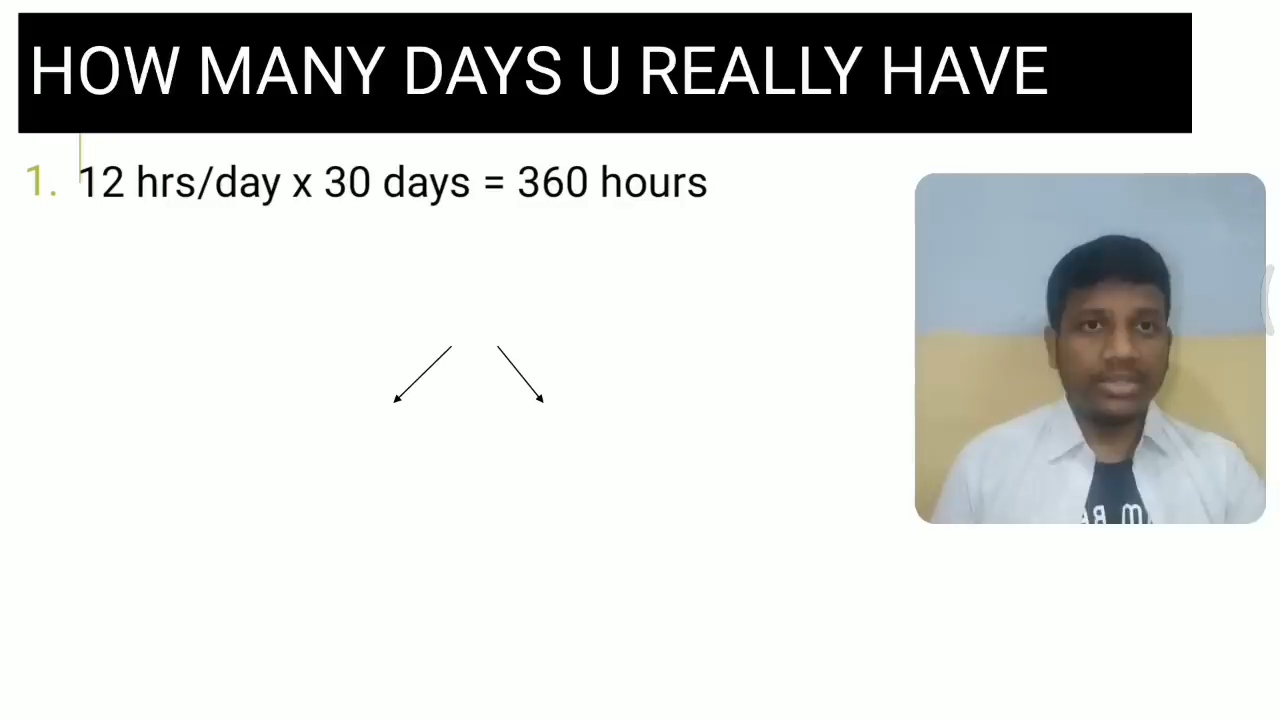 HOW MANY DAYS U REALLY HAVE
1. 12 hrs/day x 30 days = 360 hours